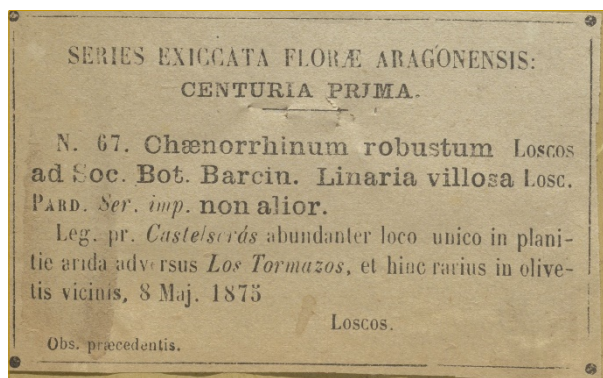 SERIES EXICCATA FLORÆ ARAGONENSIS:
CENTURIA PRIMA.
N. 67. Chænorrhinum robustum Loscos
ad Soc. Bot. Barcin. Linaria villosa Losc.
PARD. Ser. imp. non alior.
Leg. pr. Castelserás abundanter loco unico in plani-
tie arida adversus Los Tormazos, et hinc rarius in olive-
tis vicinis, 8 Maj. 1875
Loscos.
Obs. præcedentis.